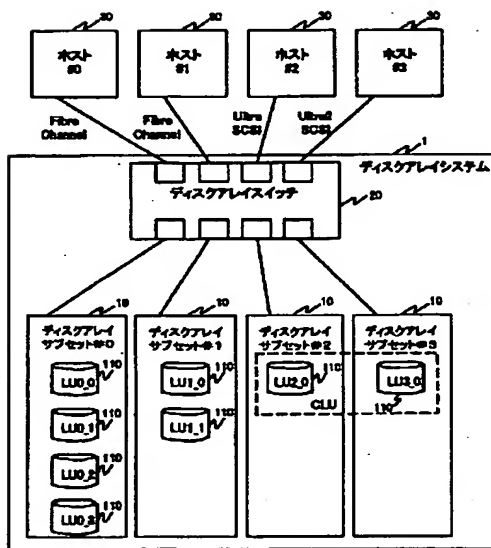 30 30 30 30
ホスト #0
ホスト #1
ホスト #2
ホスト #3
Fibre Channel
Fibre Channel
Ultra SCSI
Ultra2 SCSI
1
ディスクアレイシステム
ディスクアレイスイッチ
20
10 10 10 10
ディスクアレイ
サブセット#0
ディスクアレイ
サブセット#1
ディスクアレイ
サブセット#2
ディスクアレイ
サブセット#3
LU0_0 110
LU0_1 110
LU0_2 110
LU0_3 110
LU1_0 110
LU1_1 110
LU2_0 110
LU3_0
110
CLU